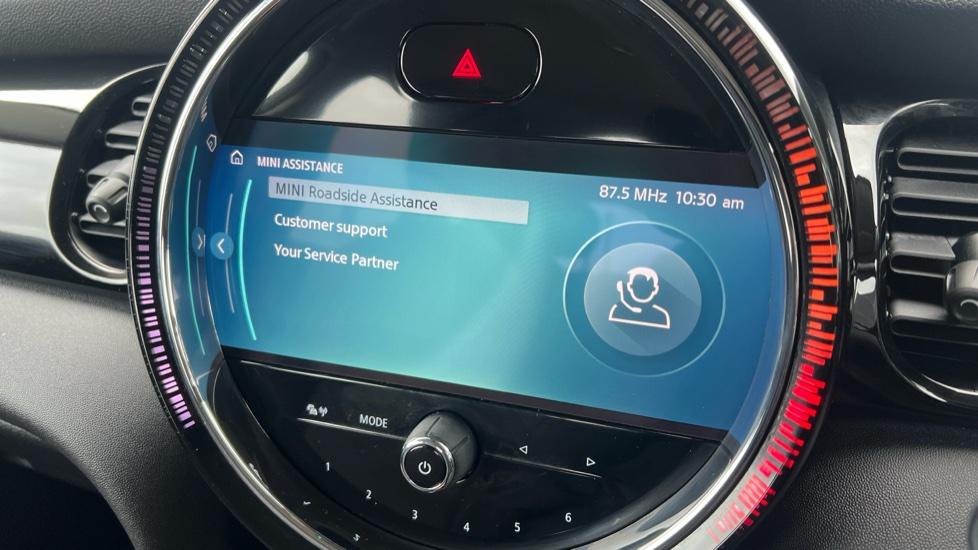 MINI ASSISTANCE
87.5 MHz 10:30 am
MINI Roadside Assistance
Customer support
Your Service Partner
MODE
1
2
3
4
5
6